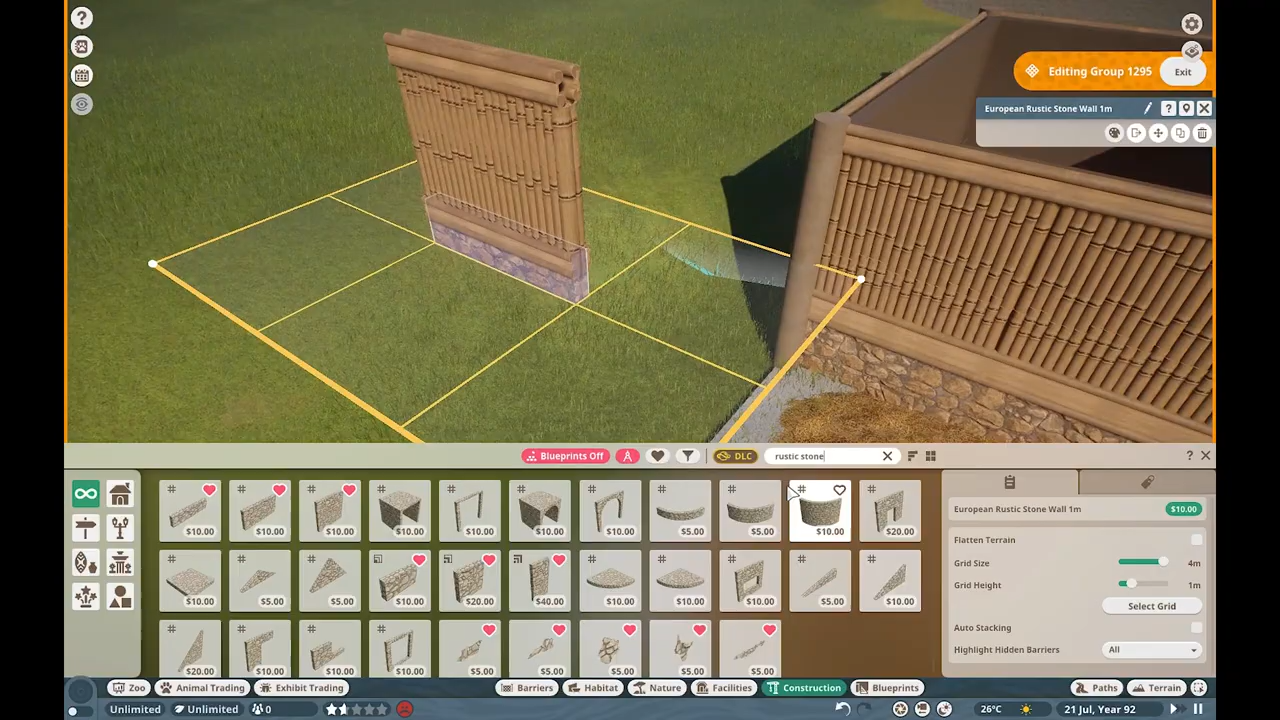 ?
Editing Group 1295 Exit
European Rustic Stone Wall 1m ?
Blueprints Off DLC rustic stone ?
$10.00 $10.00 $10.00 $10.00 $10.00 $10.00 $10.00 $5.00 $5.00 $10.00 $20.00
$10.00 $5.00 $5.00 $10.00 $20.00 $40.00 $10.00 $10.00 $10.00 $5.00 $10.00
$20.00 $10.00 $10.00 $10.00 $5.00 $5.00 $5.00 $5.00 $5.00
European Rustic Stone Wall 1m $10.00
Flatten Terrain
Grid Size 4m
Grid Height 1m
Select Grid
Auto Stacking
Highlight Hidden Barriers All
Zoo Animal Trading Exhibit Trading Barriers Habitat Nature Facilities Construction Blueprints Paths Terrain
Unlimited Unlimited 0 26°C 21 Jul, Year 92